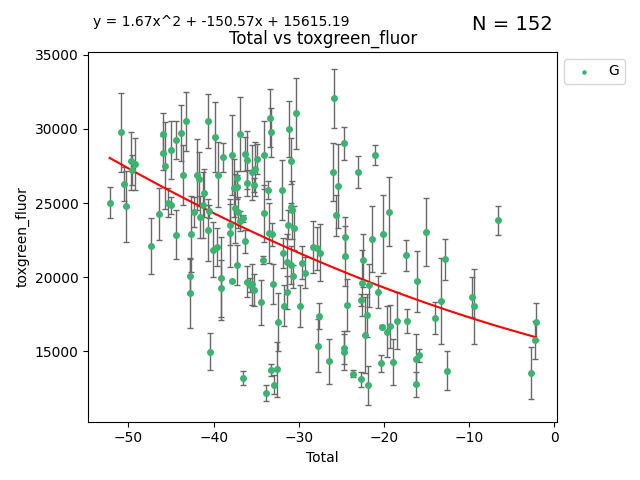 y = 1.67x^2 + -150.57x + 15615.19
N = 152
Total vs toxgreen_fluor
G
35000
30000
25000
20000
15000
toxgreen_fluor
−50
−40
−30
−20
−10
0
Total